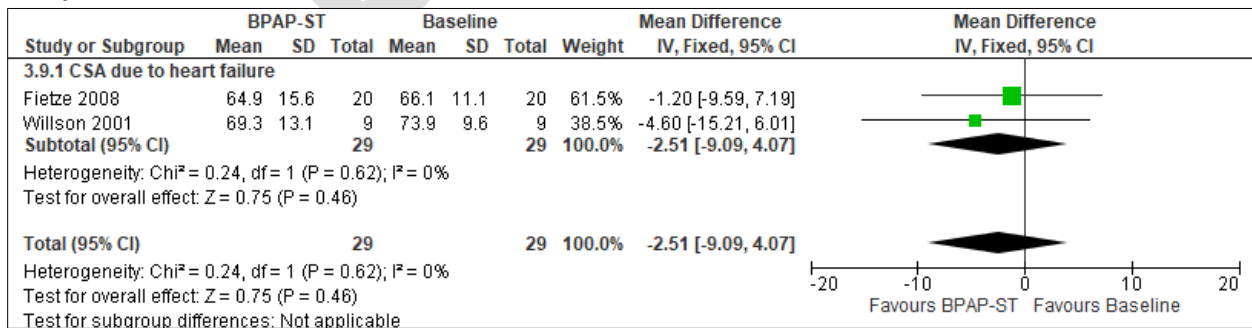 BPAP-ST Baseline Mean Difference Mean Difference
Study or Subgroup Mean SD Total Mean SD Total Weight IV, Fixed, 95% CI IV, Fixed, 95% CI
3.9.1 CSA due to heart failure
Fietze 2008 64.9 15.6 20 66.1 11.1 20 61.5% -1.20 [-9.59, 7.19]
Willson 2001 69.3 13.1 9 73.9 9.6 9 38.5% -4.60 [-15.21, 6.01]
Subtotal (95% CI) 29 29 100.0% -2.51 [-9.09, 4.07]
Heterogeneity: Chi² = 0.24, df = 1 (P = 0.62); I² = 0%
Test for overall effect: Z = 0.75 (P = 0.46)
Total (95% CI) 29 29 100.0% -2.51 [-9.09, 4.07]
Heterogeneity: Chi² = 0.24, df = 1 (P = 0.62); I² = 0%
Test for overall effect: Z = 0.75 (P = 0.46)
Test for subgroup differences: Not applicable
-20 -10 0 10 20
Favours BPAP-ST Favours Baseline